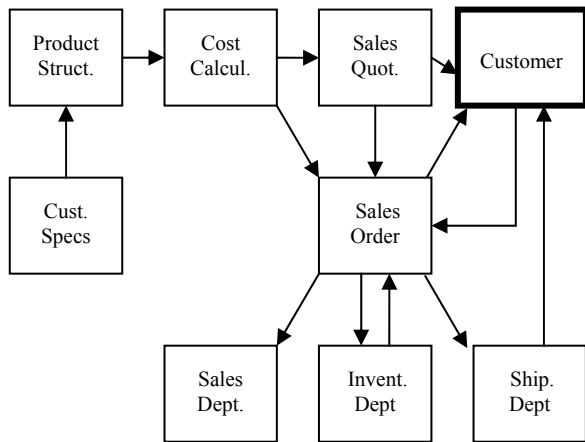 Product
Struct.
Cost
Calcul.
Sales
Quot.
Customer
Cust.
Specs
Sales
Order
Sales
Dept.
Invent.
Dept
Ship.
Dept